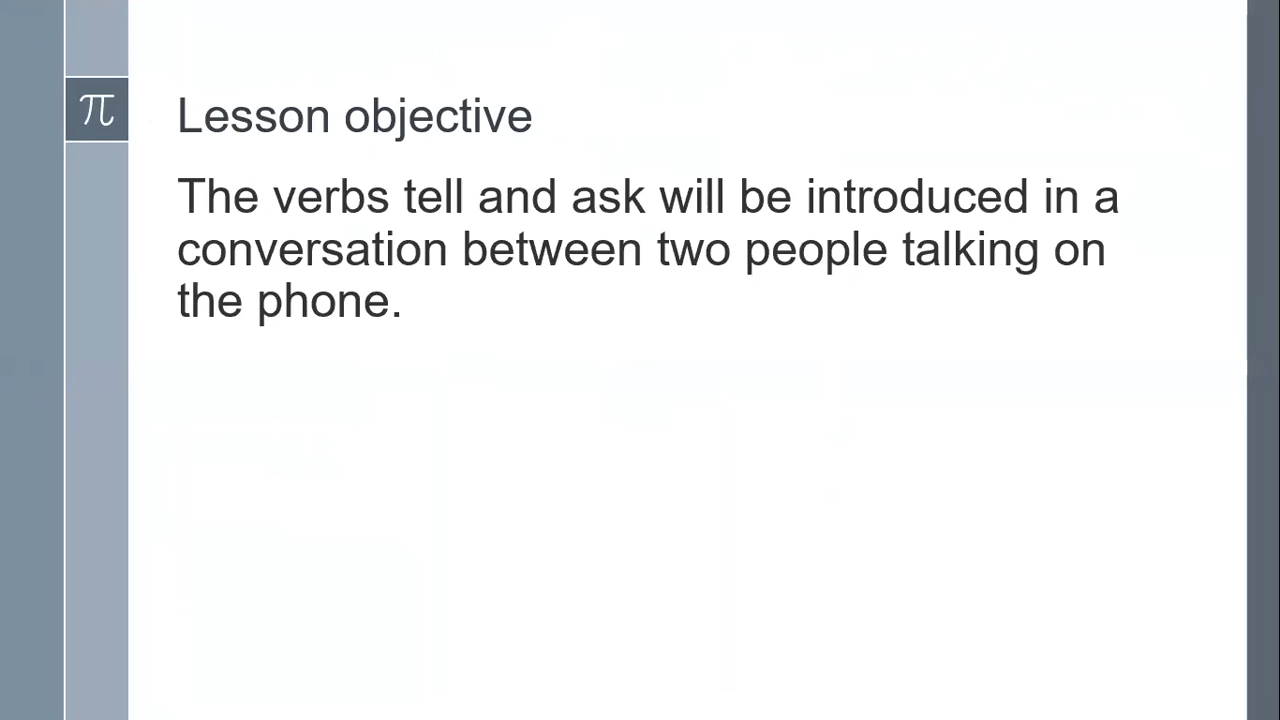 π
Lesson objective
The verbs tell and ask will be introduced in a
conversation between two people talking on
the phone.